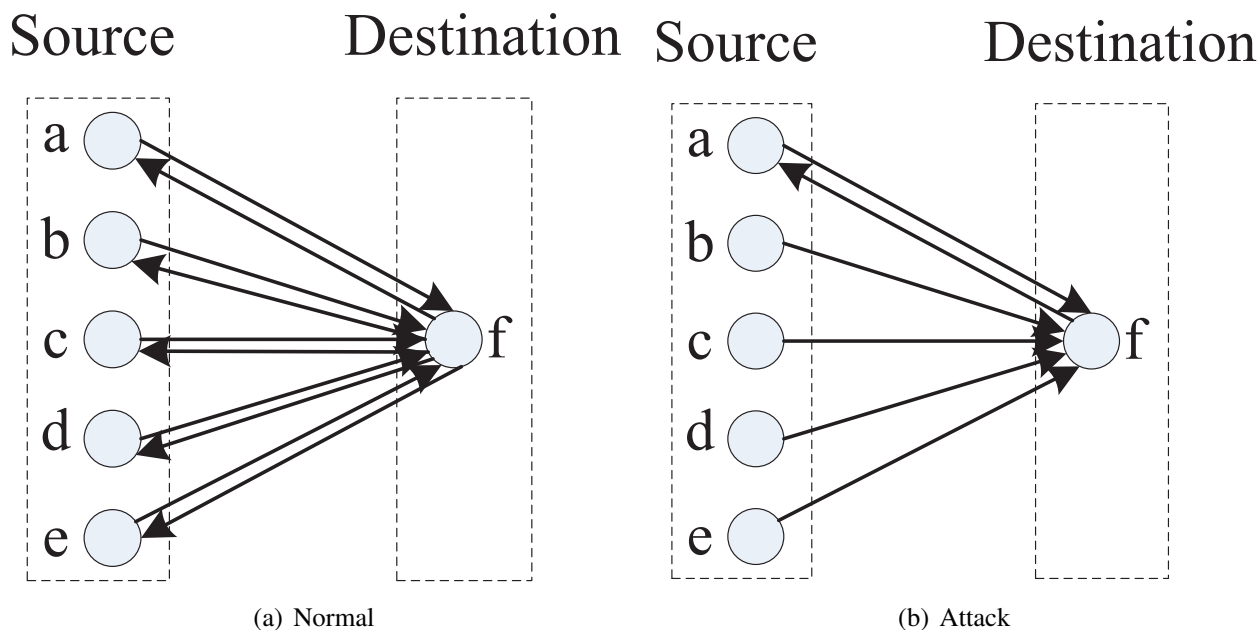 Source Destination
a
b
c
f
d
e
(a) Normal
Source Destination
a
b
c
f
d
e
(b) Attack